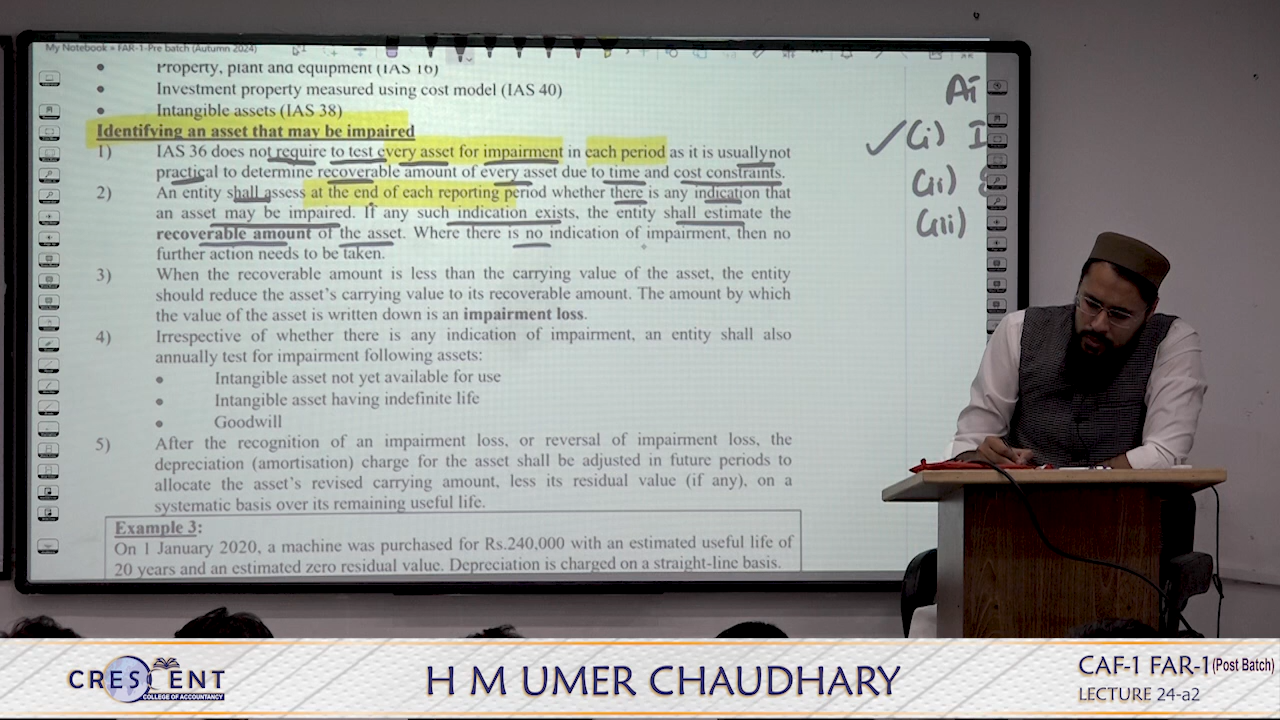 My Notebook » FAR-1-Pre batch (Autumn 2024)
• Property, plant and equipment (IAS 16)
• Investment property measured using cost model (IAS 40)
• Intangible assets (IAS 38)
Identifying an asset that may be impaired
1) IAS 36 does not require to test every asset for impairment in each period as it is usually not
practical to determine recoverable amount of every asset due to time and cost constraints.
2) An entity shall assess at the end of each reporting period whether there is any indication that
an asset may be impaired. If any such indication exists, the entity shall estimate the
recoverable amount of the asset. Where there is no indication of impairment, then no
further action needs to be taken.
3) When the recoverable amount is less than the carrying value of the asset, the entity
should reduce the asset's carrying value to its recoverable amount. The amount by which
the value of the asset is written down is an impairment loss.
4) Irrespective of whether there is any indication of impairment, an entity shall also
annually test for impairment following assets:
• Intangible asset not yet available for use
• Intangible asset having indefinite life
• Goodwill
5) After the recognition of an impairment loss, or reversal of impairment loss, the
depreciation (amortisation) charge for the asset shall be adjusted in future periods to
allocate the asset's revised carrying amount, less its residual value (if any), on a
systematic basis over its remaining useful life.
Example 3:
On 1 January 2020, a machine was purchased for Rs.240,000 with an estimated useful life of
20 years and an estimated zero residual value. Depreciation is charged on a straight-line basis.
✓(i) I
(ii)
(iii)
CRESCENT
COLLEGE OF ACCOUNTANCY
H M UMER CHAUDHARY
CAF-1 FAR-1(Post Batch)
LECTURE 24-a2